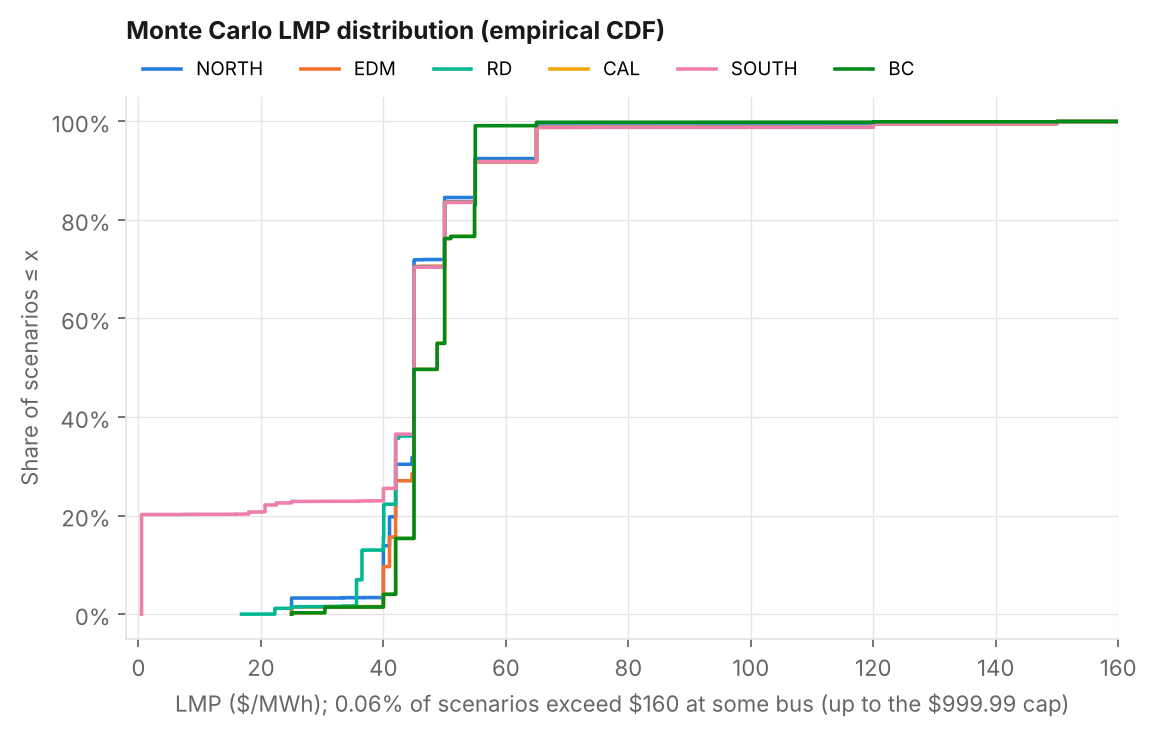 Monte Carlo LMP distribution (empirical CDF)
NORTH EDM RD CAL SOUTH BC
100%
80%
60%
40%
20%
0%
Share of scenarios ≤ x
0 20 40 60 80 100 120 140 160
LMP ($/MWh); 0.06% of scenarios exceed $160 at some bus (up to the $999.99 cap)